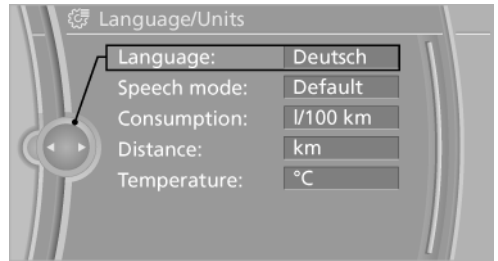 Language/Units
Language: Deutsch
Speech mode: Default
Consumption: l/100 km
Distance: km
Temperature: °C